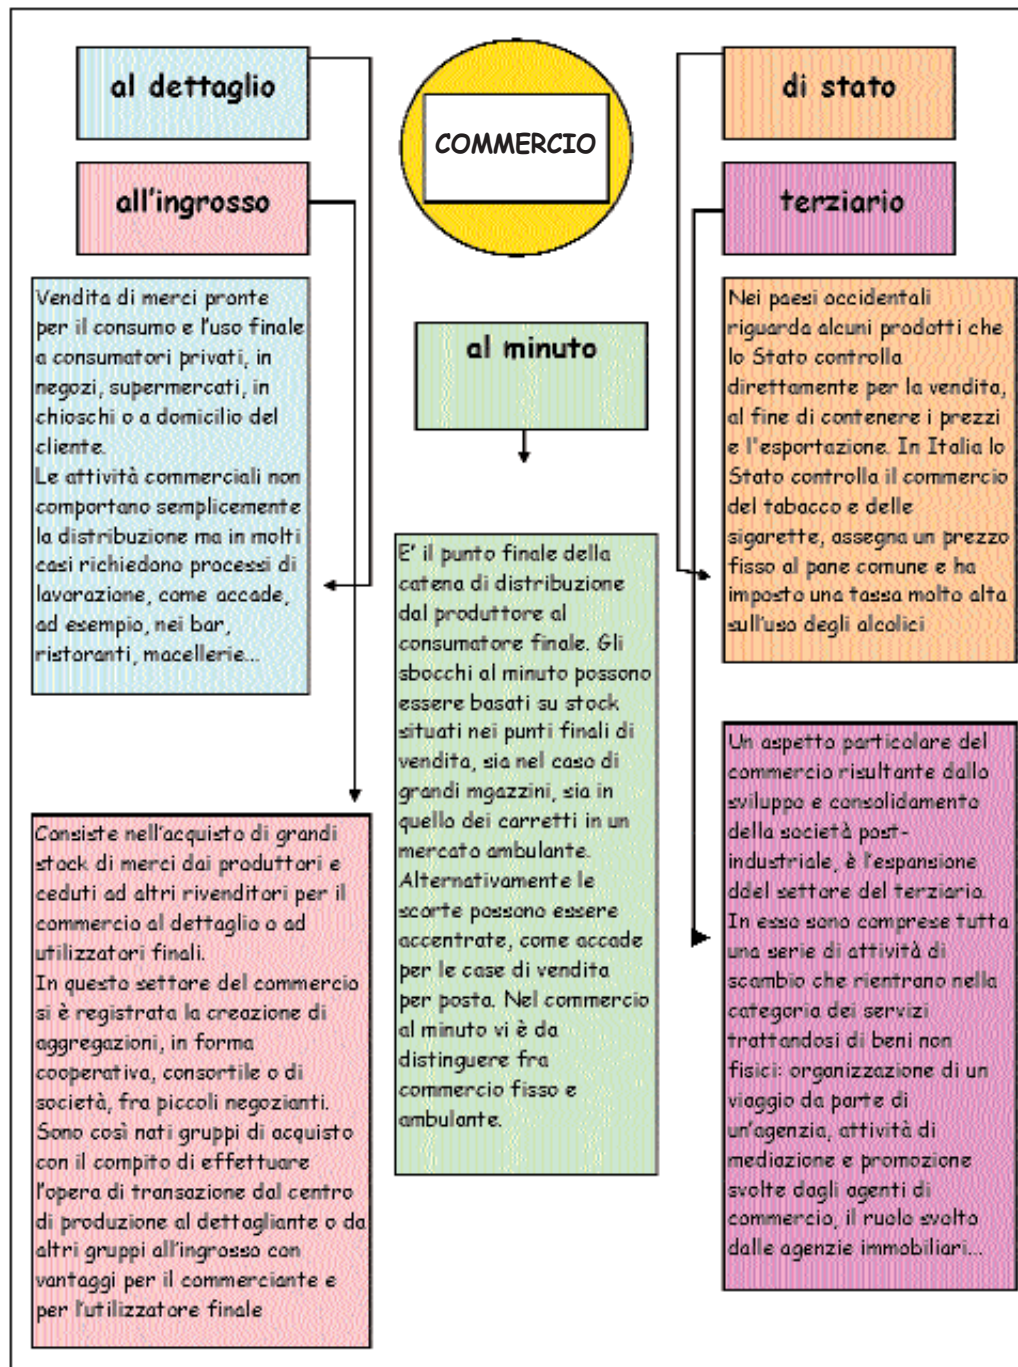 al dettaglio
COMMERCIO
di stato
all'ingrosso
terziario
Vendita di merci pronte
per il consumo e l'uso finale
a consumatori privati, in
negozi, supermercati, in
chioschi o a domicilio del
cliente.
Le attività commerciali non
comportano semplicemente
la distribuzione ma in molti
casi richiedono processi di
lavorazione, come accade,
ad esempio, nei bar,
ristoranti, macellerie...
al minuto
Nei paesi occidentali
riguarda alcuni prodotti che
lo Stato controlla
direttamente per la vendita,
al fine di contenere i prezzi
e l'esportazione. In Italia lo
Stato controlla il commercio
del tabacco e delle
sigarette, assegna un prezzo
fisso al pane comune e ha
imposto una tassa molto alta
sull'uso degli alcolici
E' il punto finale della
catena di distribuzione
dal produttore al
consumatore finale. Gli
sbocchi al minuto possono
essere basati su stock
situati nei punti finali di
vendita, sia nel caso di
grandi mgazzini, sia in
quello dei carretti in un
mercato ambulante.
Alternativamente le
scorte possono essere
accentrate, come accade
per le case di vendita
per posta. Nel commercio
al minuto vi è da
distinguere fra
commercio fisso e
ambulante.
Un aspetto particolare del
commercio risultante dallo
sviluppo e consolidamento
della società post-
industriale, è l'espansione
ddel settore del terziario.
In esso sono comprese tutta
una serie di attività di
scambio che rientrano nella
categoria dei servizi
trattandosi di beni non
fisici: organizzazione di un
viaggio da parte di
un'agenzia, attività di
mediazione e promozione
svolte dagli agenti di
commercio, il ruolo svolto
dalle agenzie immobiliari...
Consiste nell'acquisto di grandi
stock di merci dai produttori e
ceduti ad altri rivenditori per il
commercio al dettaglio o ad
utilizzatori finali.
In questo settore del commercio
si è registrata la creazione di
aggregazioni, in forma
cooperativa, consortile o di
società, fra piccoli negozianti.
Sono così nati gruppi di acquisto
con il compito di effettuare
l'opera di transazione dal centro
di produzione al dettagliante o da
altri gruppi all'ingrosso con
vantaggi per il commerciante e
per l'utilizzatore finale